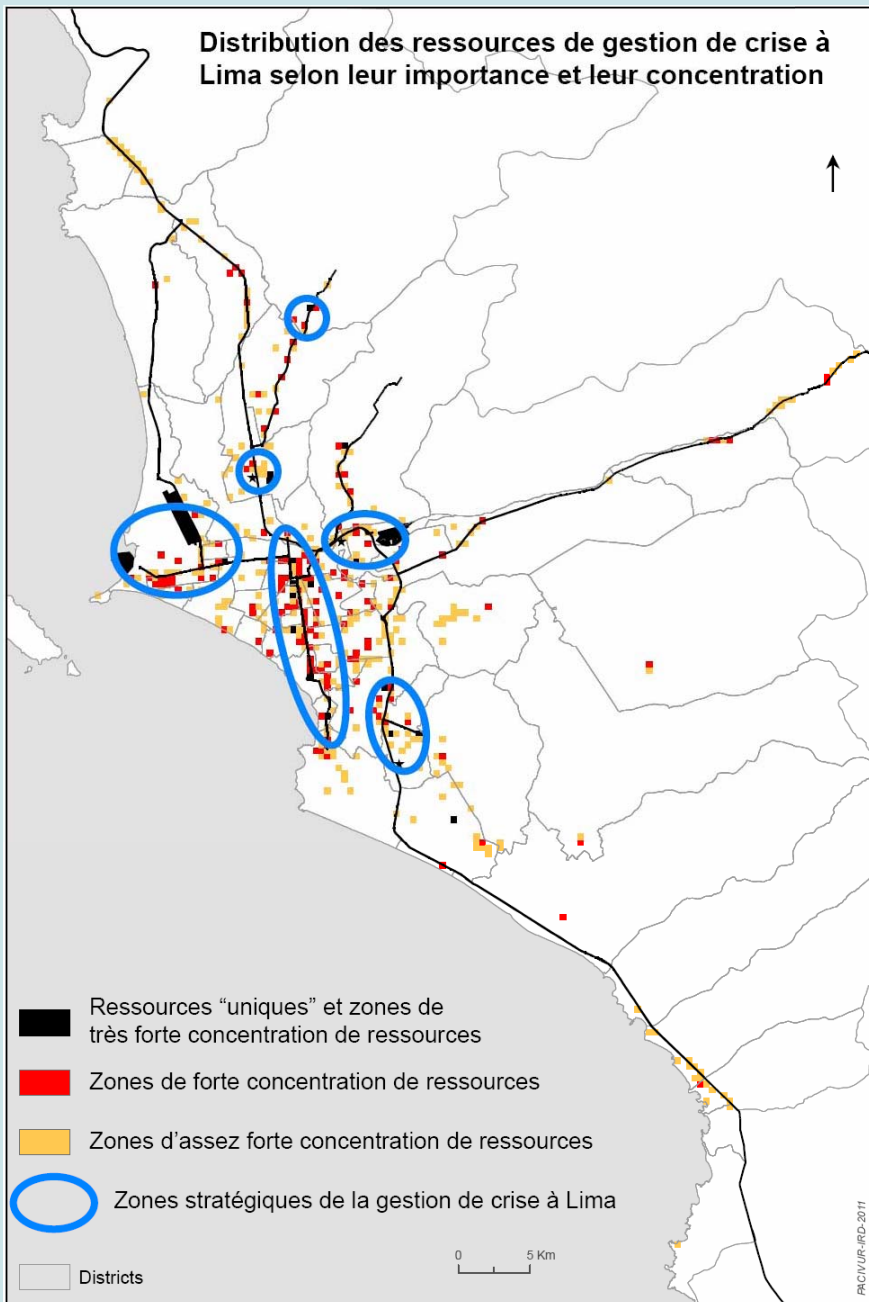 Distribution des ressources de gestion de crise à
Lima selon leur importance et leur concentration
Ressources “uniques” et zones de
très forte concentration de ressources
Zones de forte concentration de ressources
Zones d’assez forte concentration de ressources
Zones stratégiques de la gestion de crise à Lima
Districts
0 5 Km
PACIVUR-IRD-2011